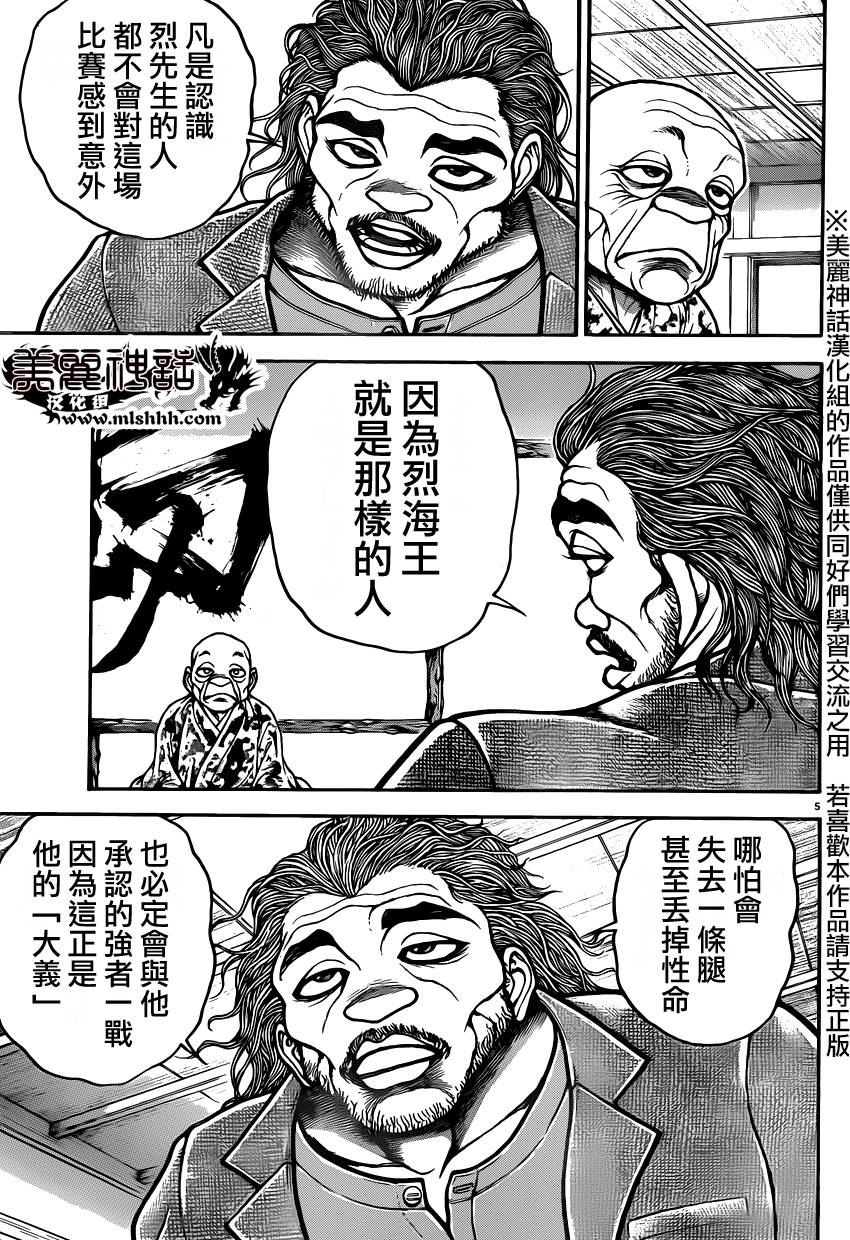 凡是認識
烈先生的人
都不會對這場
比賽感到意外
因為烈海王
就是那樣的人
哪怕會
失去一條腿
甚至丟掉性命
也必定會與他
承認的強者一戰
因為這正是
他的「大義」
美麗神話
汉化组
www.mlshhh.com
5
※美麗神話漢化組的作品僅供同好們學習交流之用 若喜歡本作品請支持正版